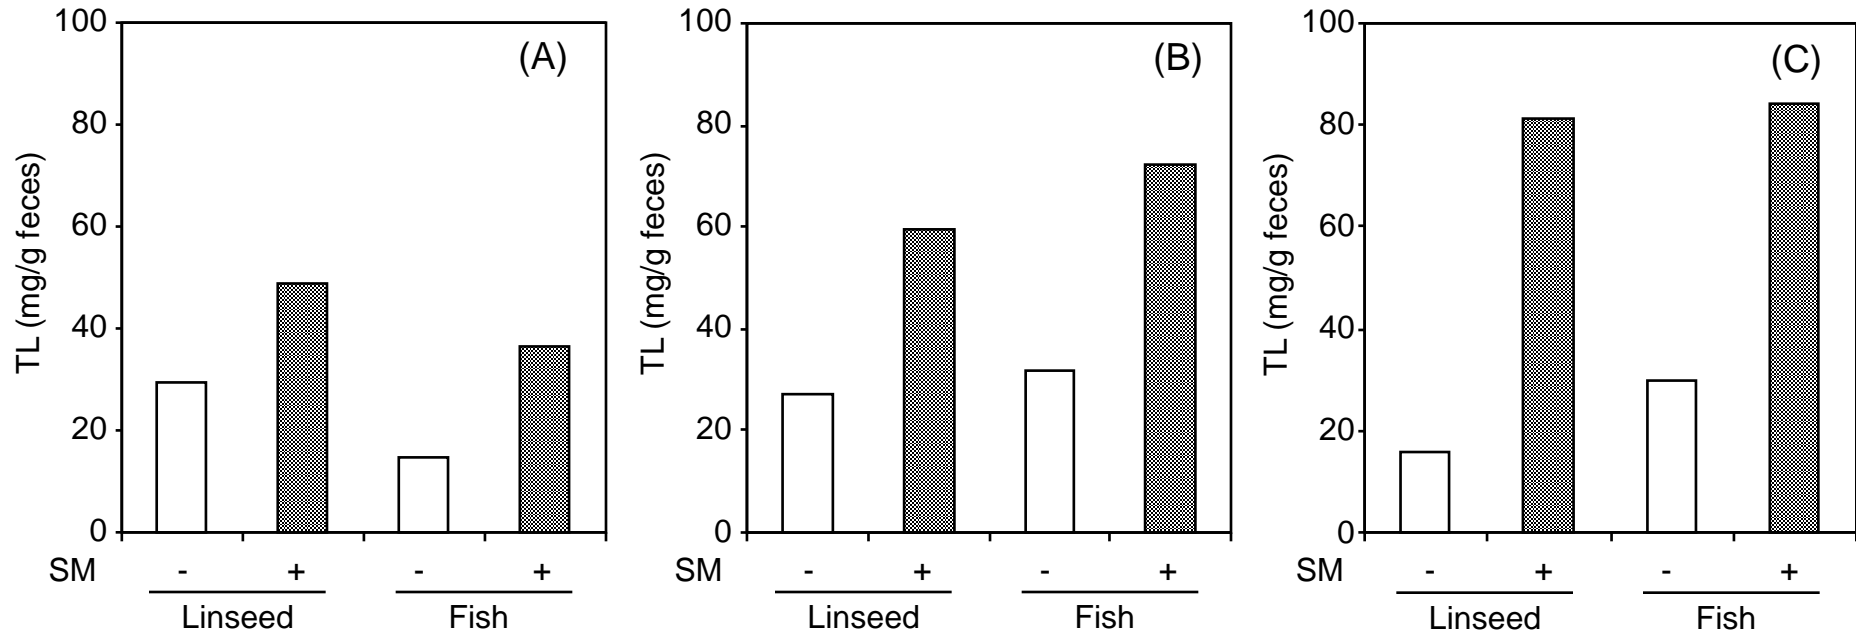 100
80
60
40
20
0
TL (mg/g feces)
(A)
SM - + - +
Linseed Fish
100
80
60
40
20
0
TL (mg/g feces)
(B)
SM - + - +
Linseed Fish
100
80
60
40
20
0
TL (mg/g feces)
(C)
SM - + - +
Linseed Fish